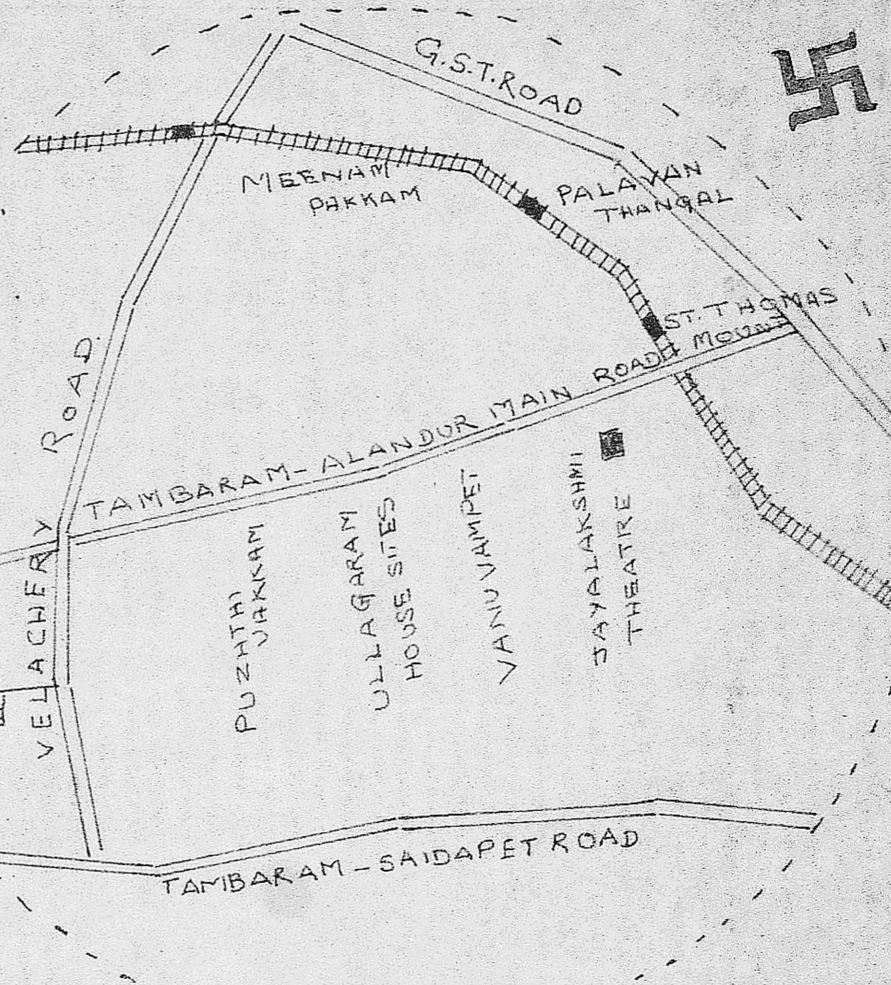 G.S.T. ROAD
MEENAM
PAKKAM
PALAVAN
THANGAL
ST. THOMAS
MOUNT
ROAD
TAMBARAM-ALANDUR MAIN ROAD
VELACHERY
PUZHTHI
VAKKAM
ULLAGARAM
HOUSE SITES
VANUVAMPET
JAYALAKSHMI
THEATRE
TAMBARAM-SAIDAPET ROAD